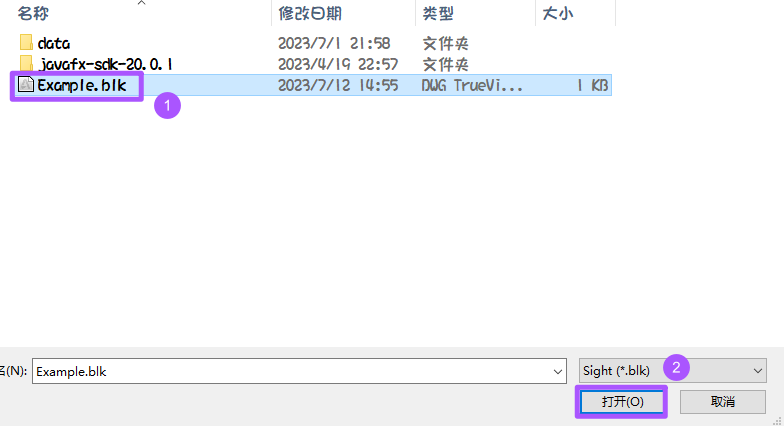 名称 修改日期 类型 大小
data 2023/7/1 21:58 文件夹
javafx-sdk-20.0.1 2023/4/19 22:57 文件夹
Example.blk 2023/7/12 14:55 DWG TrueVi... 1 KB
1
名(N): Example.blk Sight (*.blk) 2
打开(O) 取消